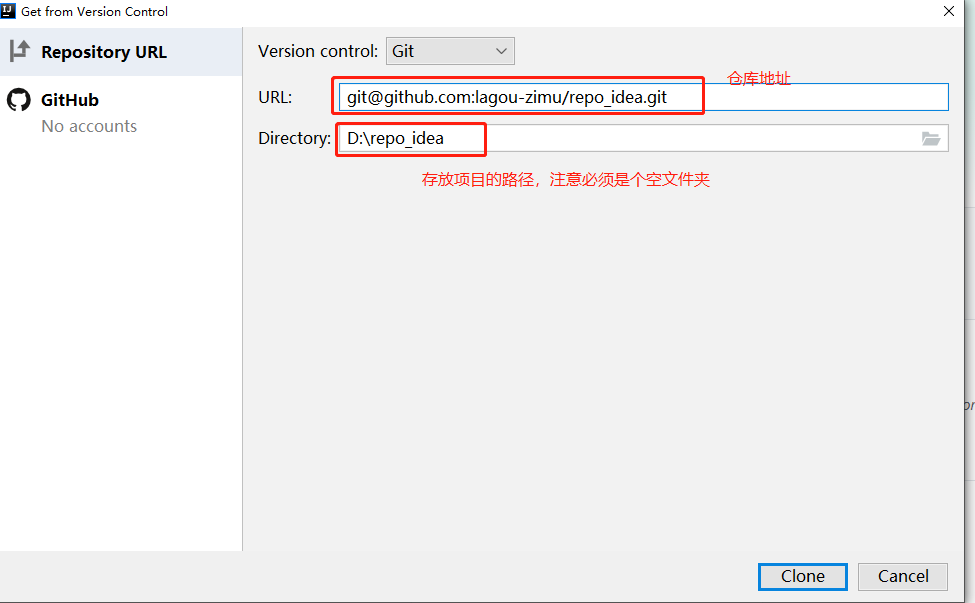 Get from Version Control
Repository URL
GitHub
No accounts
Version control: Git
仓库地址
URL: git@github.com:lagou-zimu/repo_idea.git
Directory: D:\repo_idea
存放项目的路径，注意必须是个空文件夹
Clone Cancel